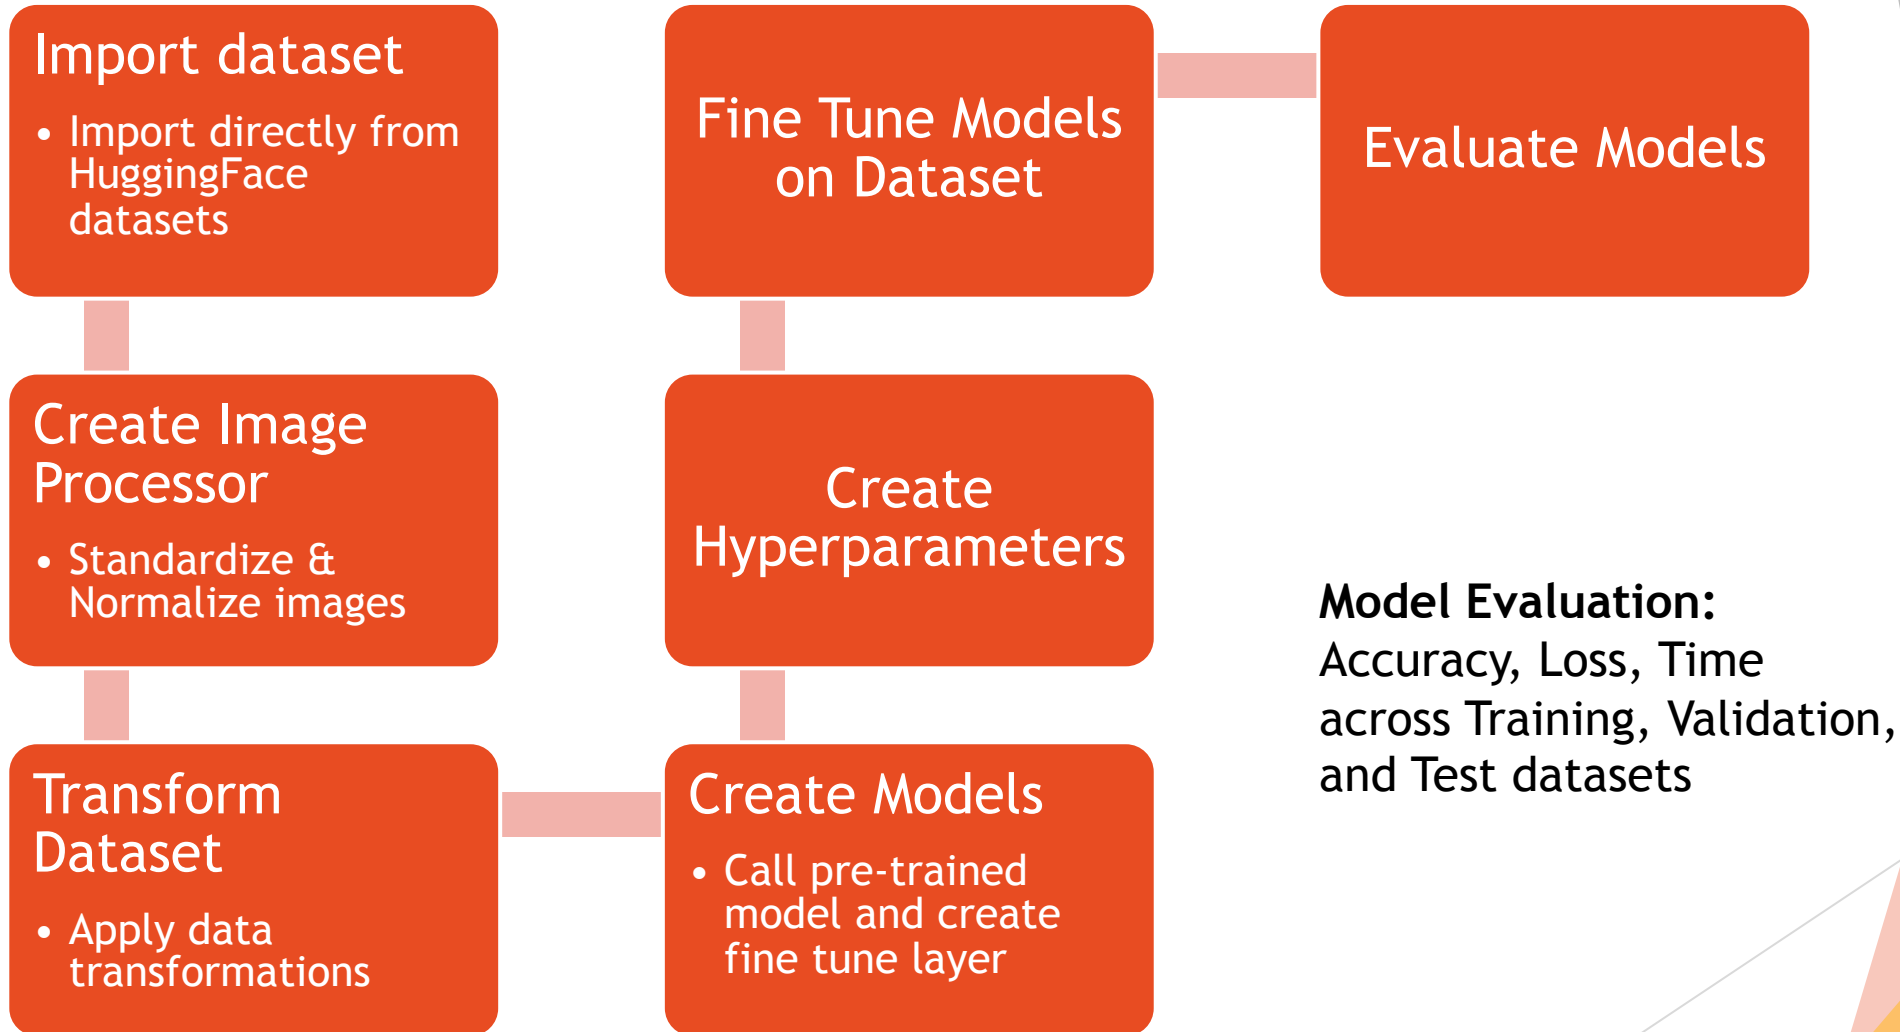 Import dataset
• Import directly from
HuggingFace
datasets
Create Image
Processor
• Standardize &
Normalize images
Transform
Dataset
• Apply data
transformations
Create Models
• Call pre-trained
model and create
fine tune layer
Create
Hyperparameters
Fine Tune Models
on Dataset
Evaluate Models
Model Evaluation:
Accuracy, Loss, Time
across Training, Validation,
and Test datasets